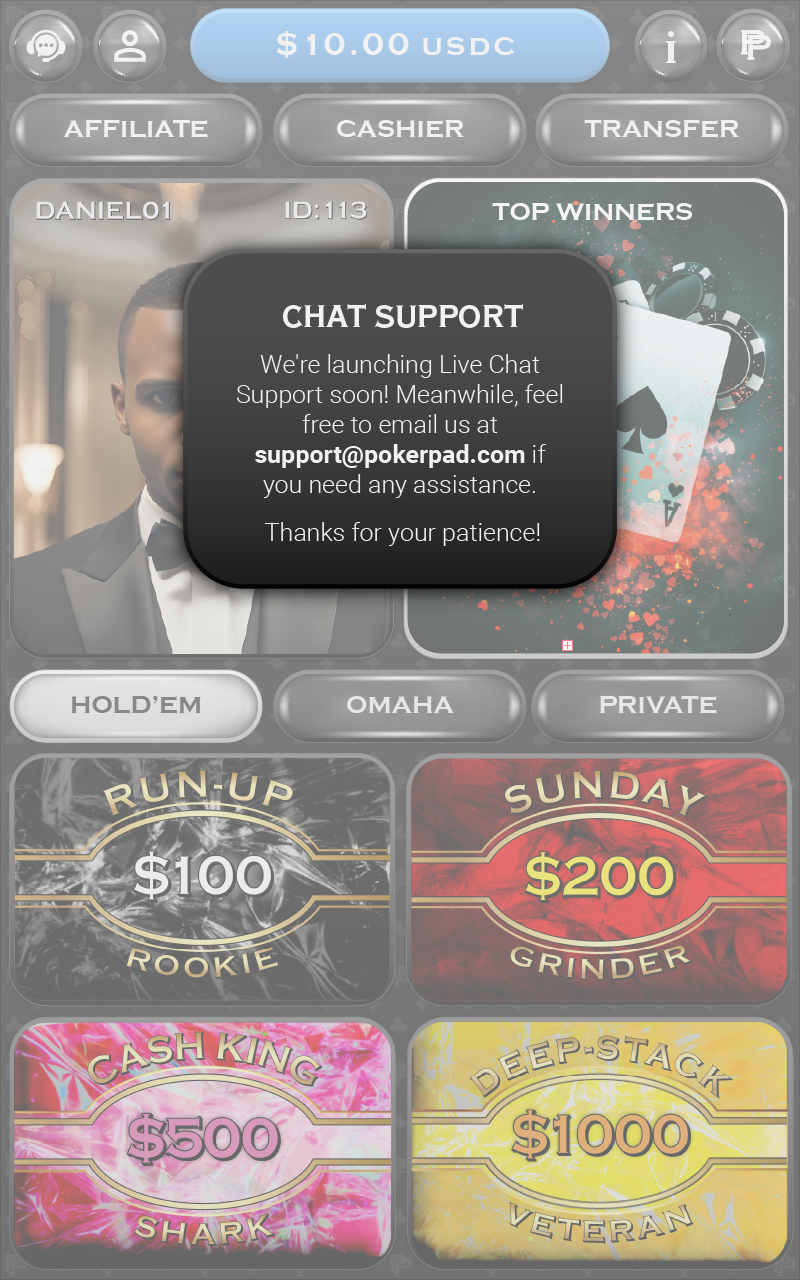 $10.00 USDC
i
PP
AFFILIATE
CASHIER
TRANSFER
DANIEL01
ID:113
TOP WINNERS
CHAT SUPPORT
We're launching Live Chat
Support soon! Meanwhile, feel
free to email us at
support@pokerpad.com if
you need any assistance.
Thanks for your patience!
A
HOLD’EM
OMAHA
PRIVATE
RUN-UP
$100
ROOKIE
SUNDAY
$200
GRINDER
CASH KING
$500
SHARK
DEEP-STACK
$1000
VETERAN